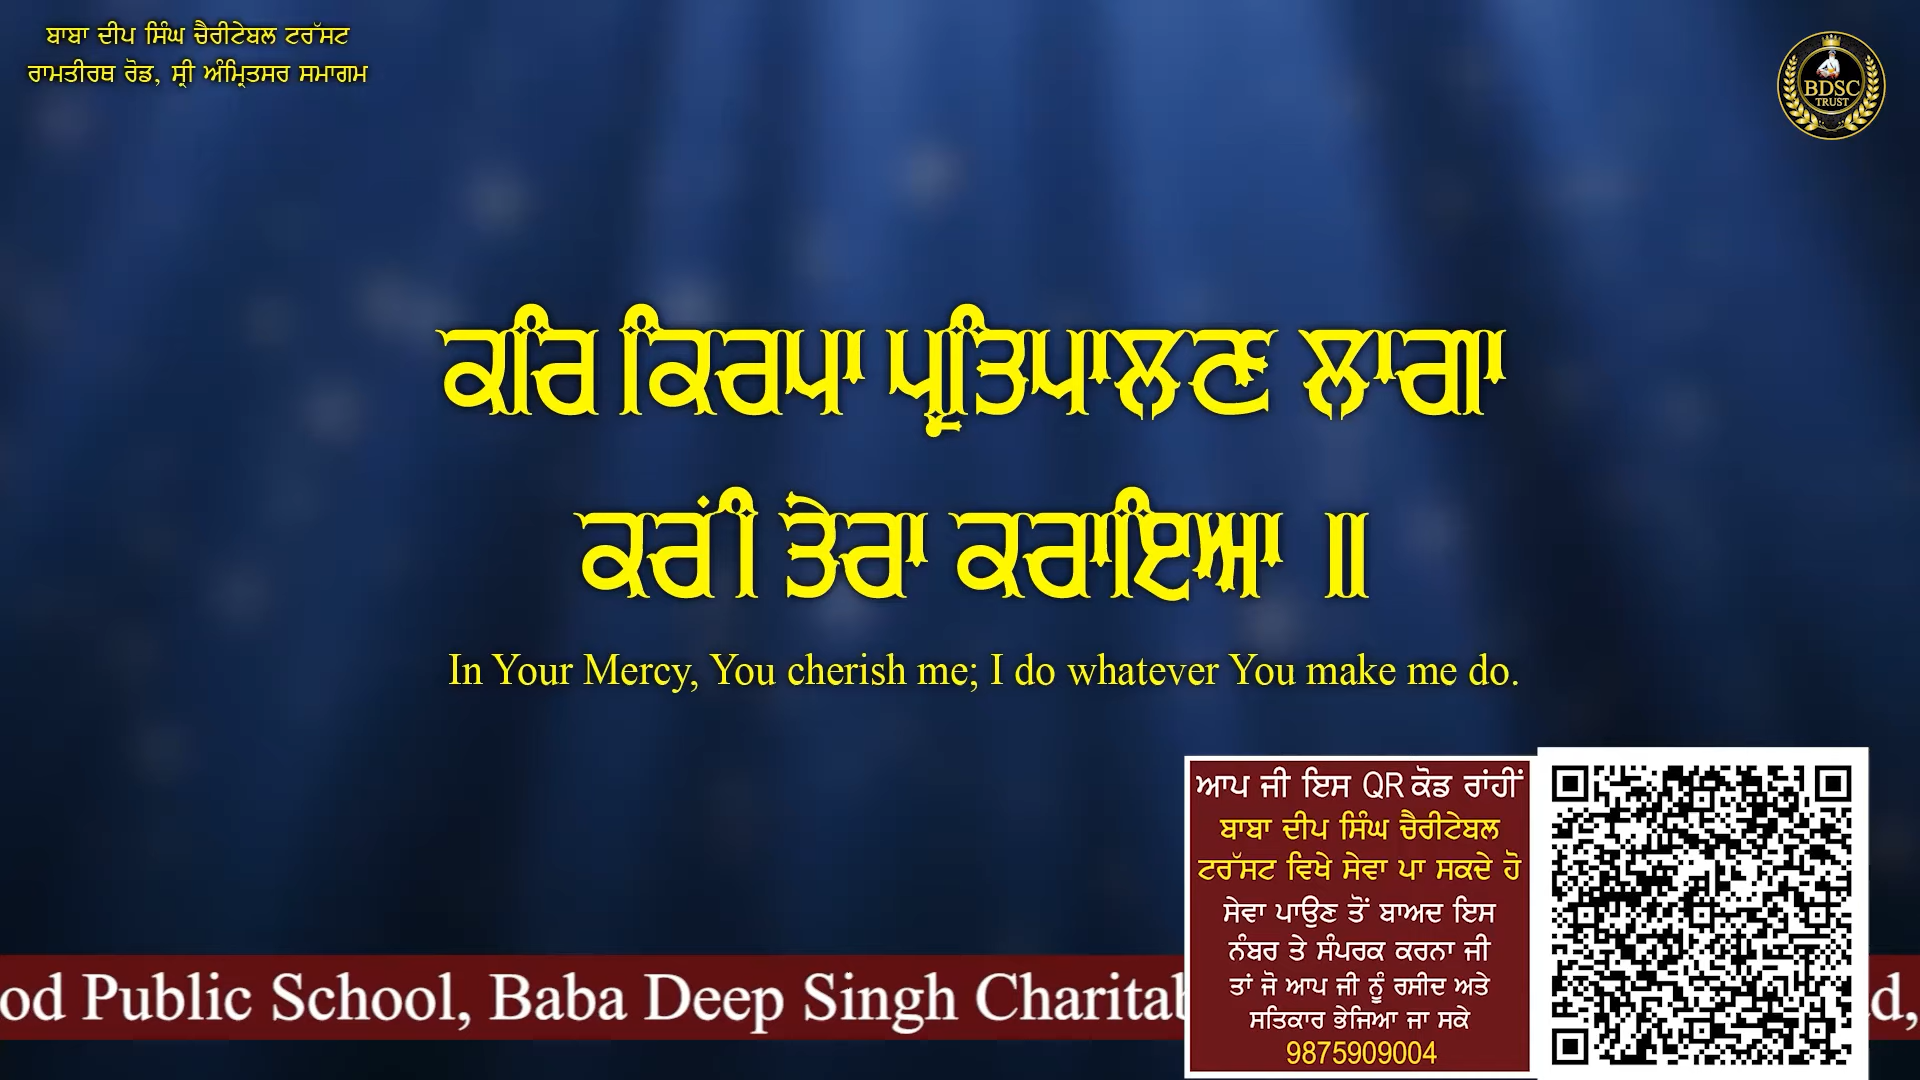 ਬਾਬਾ ਦੀਪ ਸਿੰਘ ਚੈਰੀਟੇਬਲ ਟਰੱਸਟ
ਰਾਮਤੀਰਥ ਰੋਡ, ਸ੍ਰੀ ਅੰਮ੍ਰਿਤਸਰ ਸਮਾਗਮ
BDSC
TRUST
ਕਰਿ ਕਿਰਪਾ ਪ੍ਰਤਿਪਾਲਣ ਲਾਗਾ
ਕਰਂੀ ਤੇਰਾ ਕਰਾਇਆ ॥
In Your Mercy, You cherish me; I do whatever You make me do.
ਆਪ ਜੀ ਇਸ QR ਕੋਡ ਰਾਂਹੀਂ
ਬਾਬਾ ਦੀਪ ਸਿੰਘ ਚੈਰੀਟੇਬਲ
ਟਰੱਸਟ ਵਿਖੇ ਸੇਵਾ ਪਾ ਸਕਦੇ ਹੋ
ਸੇਵਾ ਪਾਉਣ ਤੋਂ ਬਾਅਦ ਇਸ
ਨੰਬਰ ਤੇ ਸੰਪਰਕ ਕਰਨਾ ਜੀ
ਤਾਂ ਜੋ ਆਪ ਜੀ ਨੂੰ ਰਸੀਦ ਅਤੇ
ਸਤਿਕਾਰ ਭੇਜਿਆ ਜਾ ਸਕੇ
9875909004
od Public School, Baba Deep Singh Charitab
d,